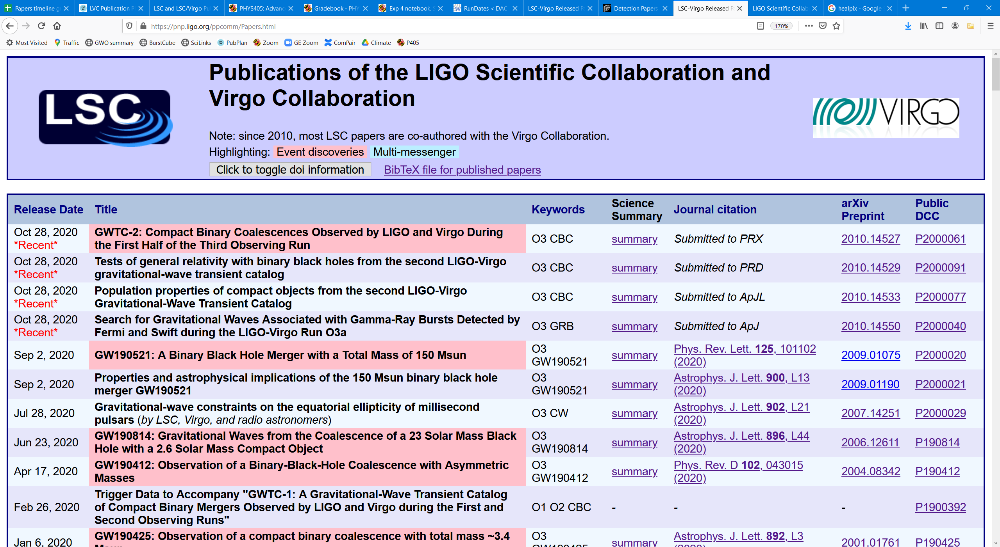 Papers timeline g
LVC Publication P
LSC and LSC/Virgo Pu
PHYS405: Advanc
Gradebook - PHY
Exp 4 notebook, S
RunDates < DAC
LSC-Virgo Released P
Detection Papers
LSC-Virgo Released P
LIGO Scientific Collab
healpix - Google S
https://pnp.ligo.org/ppcomm/Papers.html
170%
Most Visited Traffic GWO summary BurstCube SciLinks PubPlan Zoom GE Zoom ComPair Climate P405
Publications of the LIGO Scientific Collaboration and
Virgo Collaboration
LSC
VIRGO
Note: since 2010, most LSC papers are co-authored with the Virgo Collaboration.
Highlighting: Event discoveries Multi-messenger
Click to toggle doi information BibTeX file for published papers
Release Date Title Keywords Science Summary Journal citation arXiv Preprint Public DCC
Oct 28, 2020 *Recent*
GWTC-2: Compact Binary Coalescences Observed by LIGO and Virgo During
the First Half of the Third Observing Run
O3 CBC summary Submitted to PRX 2010.14527 P2000061
Oct 28, 2020 *Recent*
Tests of general relativity with binary black holes from the second LIGO-Virgo
gravitational-wave transient catalog
O3 CBC summary Submitted to PRD 2010.14529 P2000091
Oct 28, 2020 *Recent*
Population properties of compact objects from the second LIGO-Virgo
Gravitational-Wave Transient Catalog
O3 CBC summary Submitted to ApJL 2010.14533 P2000077
Oct 28, 2020 *Recent*
Search for Gravitational Waves Associated with Gamma-Ray Bursts Detected by
Fermi and Swift during the LIGO-Virgo Run O3a
O3 GRB summary Submitted to ApJ 2010.14550 P2000040
Sep 2, 2020
GW190521: A Binary Black Hole Merger with a Total Mass of 150 Msun
O3 GW190521 summary Phys. Rev. Lett. 125, 101102 (2020) 2009.01075 P2000020
Sep 2, 2020
Properties and astrophysical implications of the 150 Msun binary black hole
merger GW190521
O3 GW190521 summary Astrophys. J. Lett. 900, L13 (2020) 2009.01190 P2000021
Jul 28, 2020
Gravitational-wave constraints on the equatorial ellipticity of millisecond
pulsars (by LSC, Virgo, and radio astronomers)
O3 CW summary Astrophys. J. Lett. 902, L21 (2020) 2007.14251 P2000029
Jun 23, 2020
GW190814: Gravitational Waves from the Coalescence of a 23 Solar Mass Black
Hole with a 2.6 Solar Mass Compact Object
O3 GW190814 summary Astrophys. J. Lett. 896, L44 (2020) 2006.12611 P190814
Apr 17, 2020
GW190412: Observation of a Binary-Black-Hole Coalescence with Asymmetric
Masses
O3 GW190412 summary Phys. Rev. D 102, 043015 (2020) 2004.08342 P190412
Feb 26, 2020
Trigger Data to Accompany "GWTC-1: A Gravitational-Wave Transient Catalog
of Compact Binary Mergers Observed by LIGO and Virgo during the First and
Second Observing Runs"
O1 O2 CBC - - - P1900392
Jan 6, 2020
GW190425: Observation of a compact binary coalescence with total mass ~3.4
O3 summary Astrophys. J. Lett. 892, L3 2001.01761 P190425